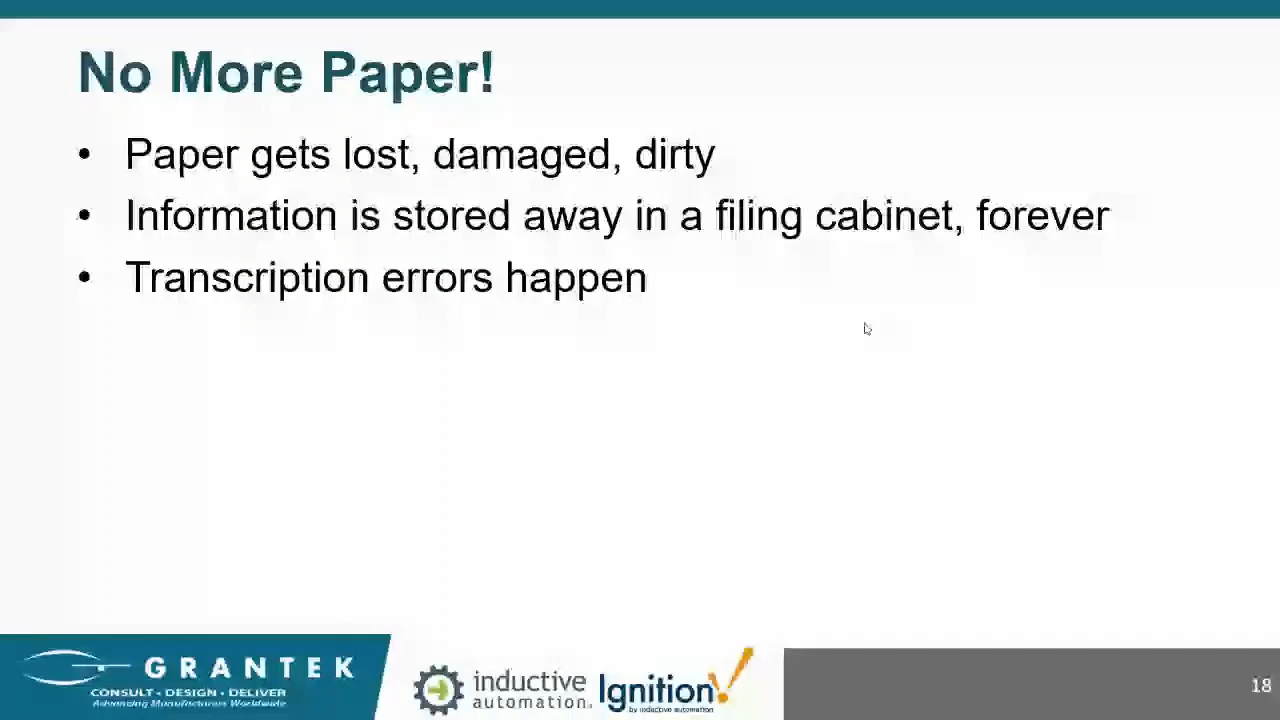 No More Paper!
• Paper gets lost, damaged, dirty
• Information is stored away in a filing cabinet, forever
• Transcription errors happen
GRANTEK
CONSULT • DESIGN • DELIVER
Advancing Manufacturers Worldwide
inductive
automation.
Ignition!
by inductive automation
18